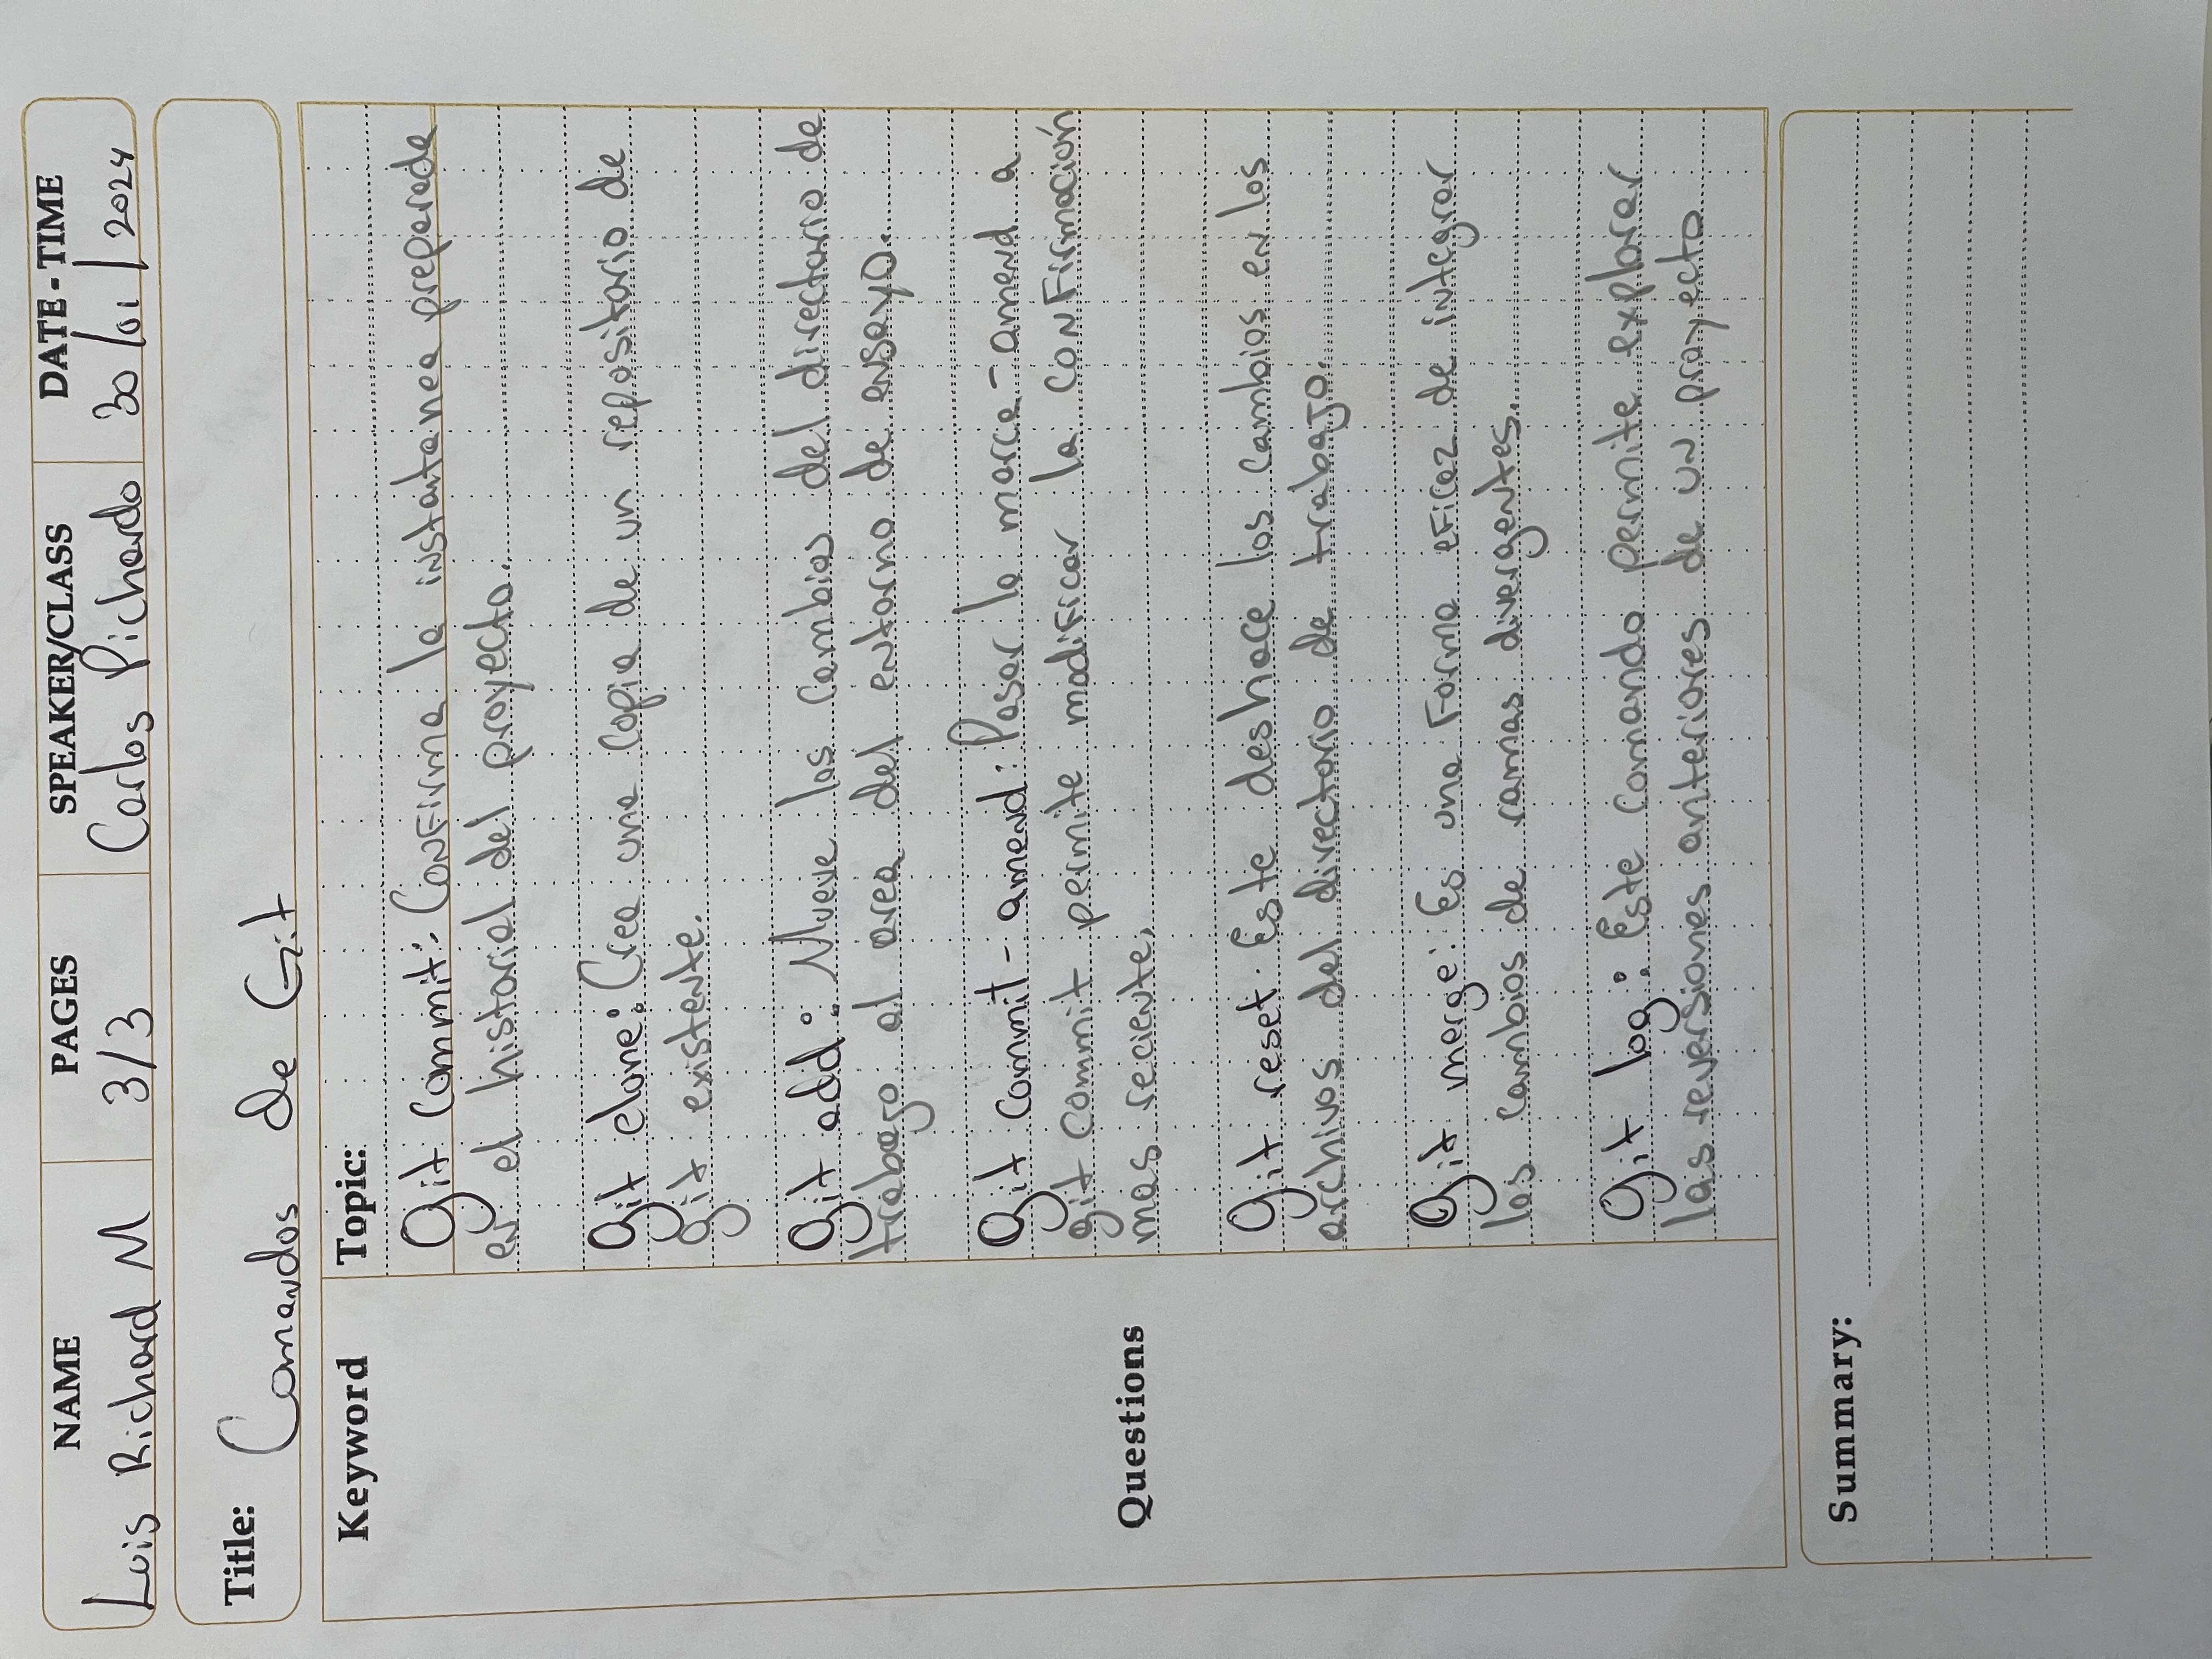 NAME PAGES SPEAKER/CLASS DATE - TIME
Luis Richard M 3/3 Carlos Pichardo 30/01/2024
Title: Comandos de Git
Keyword Topic:
Git commit: Confirma la instantanea preparada
en el historial del proyecto.
Git clone: Crea una copia de un repositorio de
git existente.
Git add: Mueve los cambios del directorio de
trabajo al area del entorno de ensayo.
Git commit-amend: Pasar la marca-amend a
git commit permite modificar la confirmación
Questions mas reciente,
Git reset Este deshace los cambios en los
archivos del directorio de trabajo.
Git merge: Es una forma eficaz de integrar
los cambios de ramas divergentes.
Git log: Este comando permite explorar
las reversiones anteriores de un proyecto
Summary: